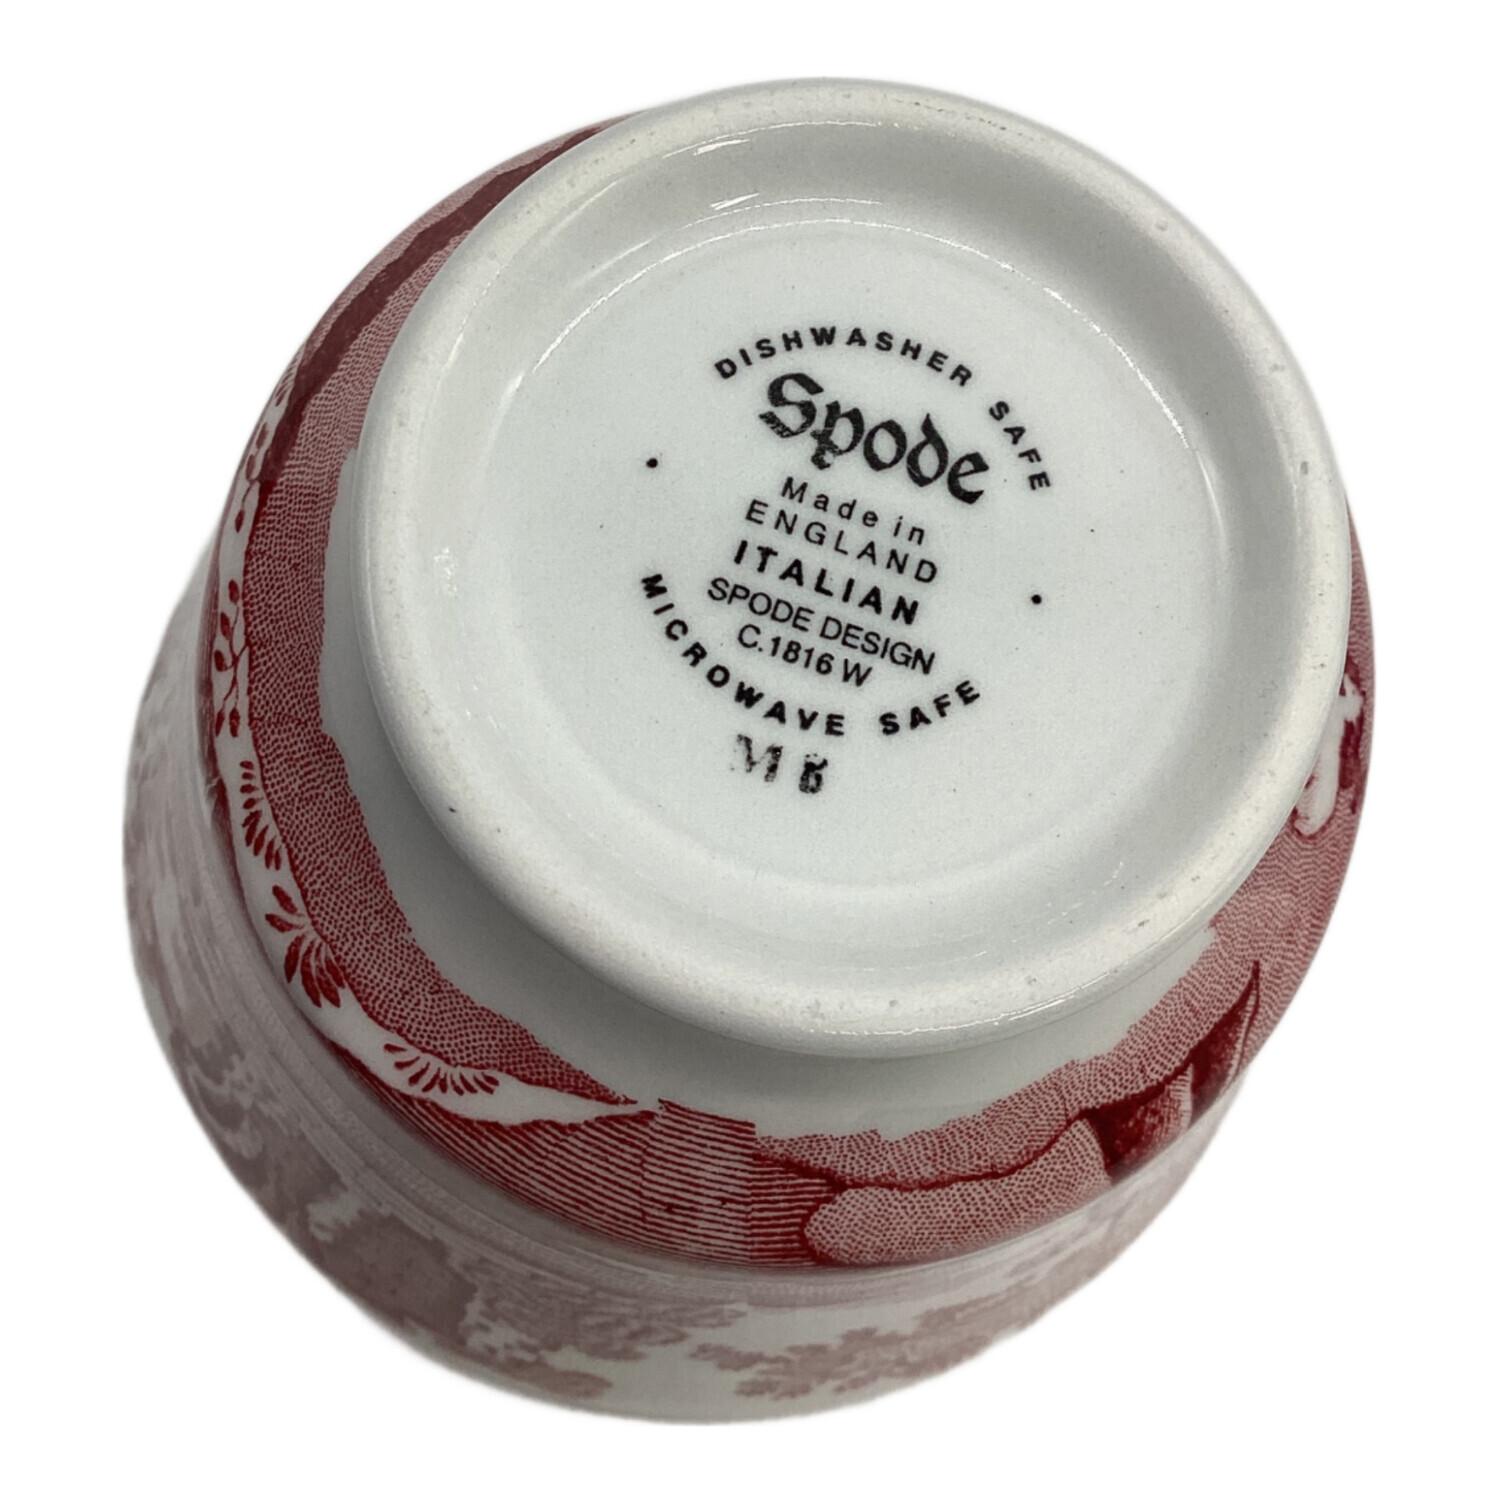 DISHWASHER SAFE
Spode
Made in
ENGLAND
ITALIAN
SPODE DESIGN
C.1816 W
MICROWAVE SAFE
M